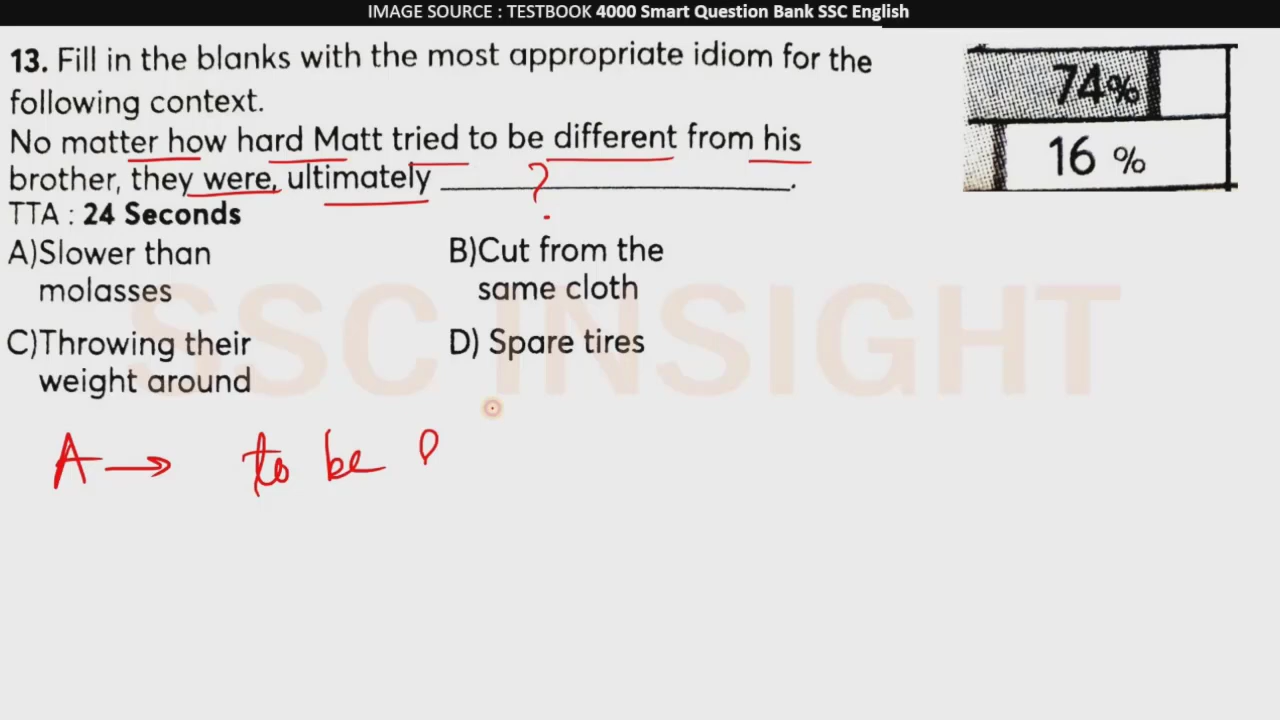 IMAGE SOURCE : TESTBOOK 4000 Smart Question Bank SSC English
13. Fill in the blanks with the most appropriate idiom for the
following context.
No matter how hard Matt tried to be different from his
brother, they were, ultimately ____________________.
?
TTA : 24 Seconds
A)Slower than
molasses
B)Cut from the
same cloth
C)Throwing their
weight around
D) Spare tires
74%
16 %
SSC INSIGHT
A → to be